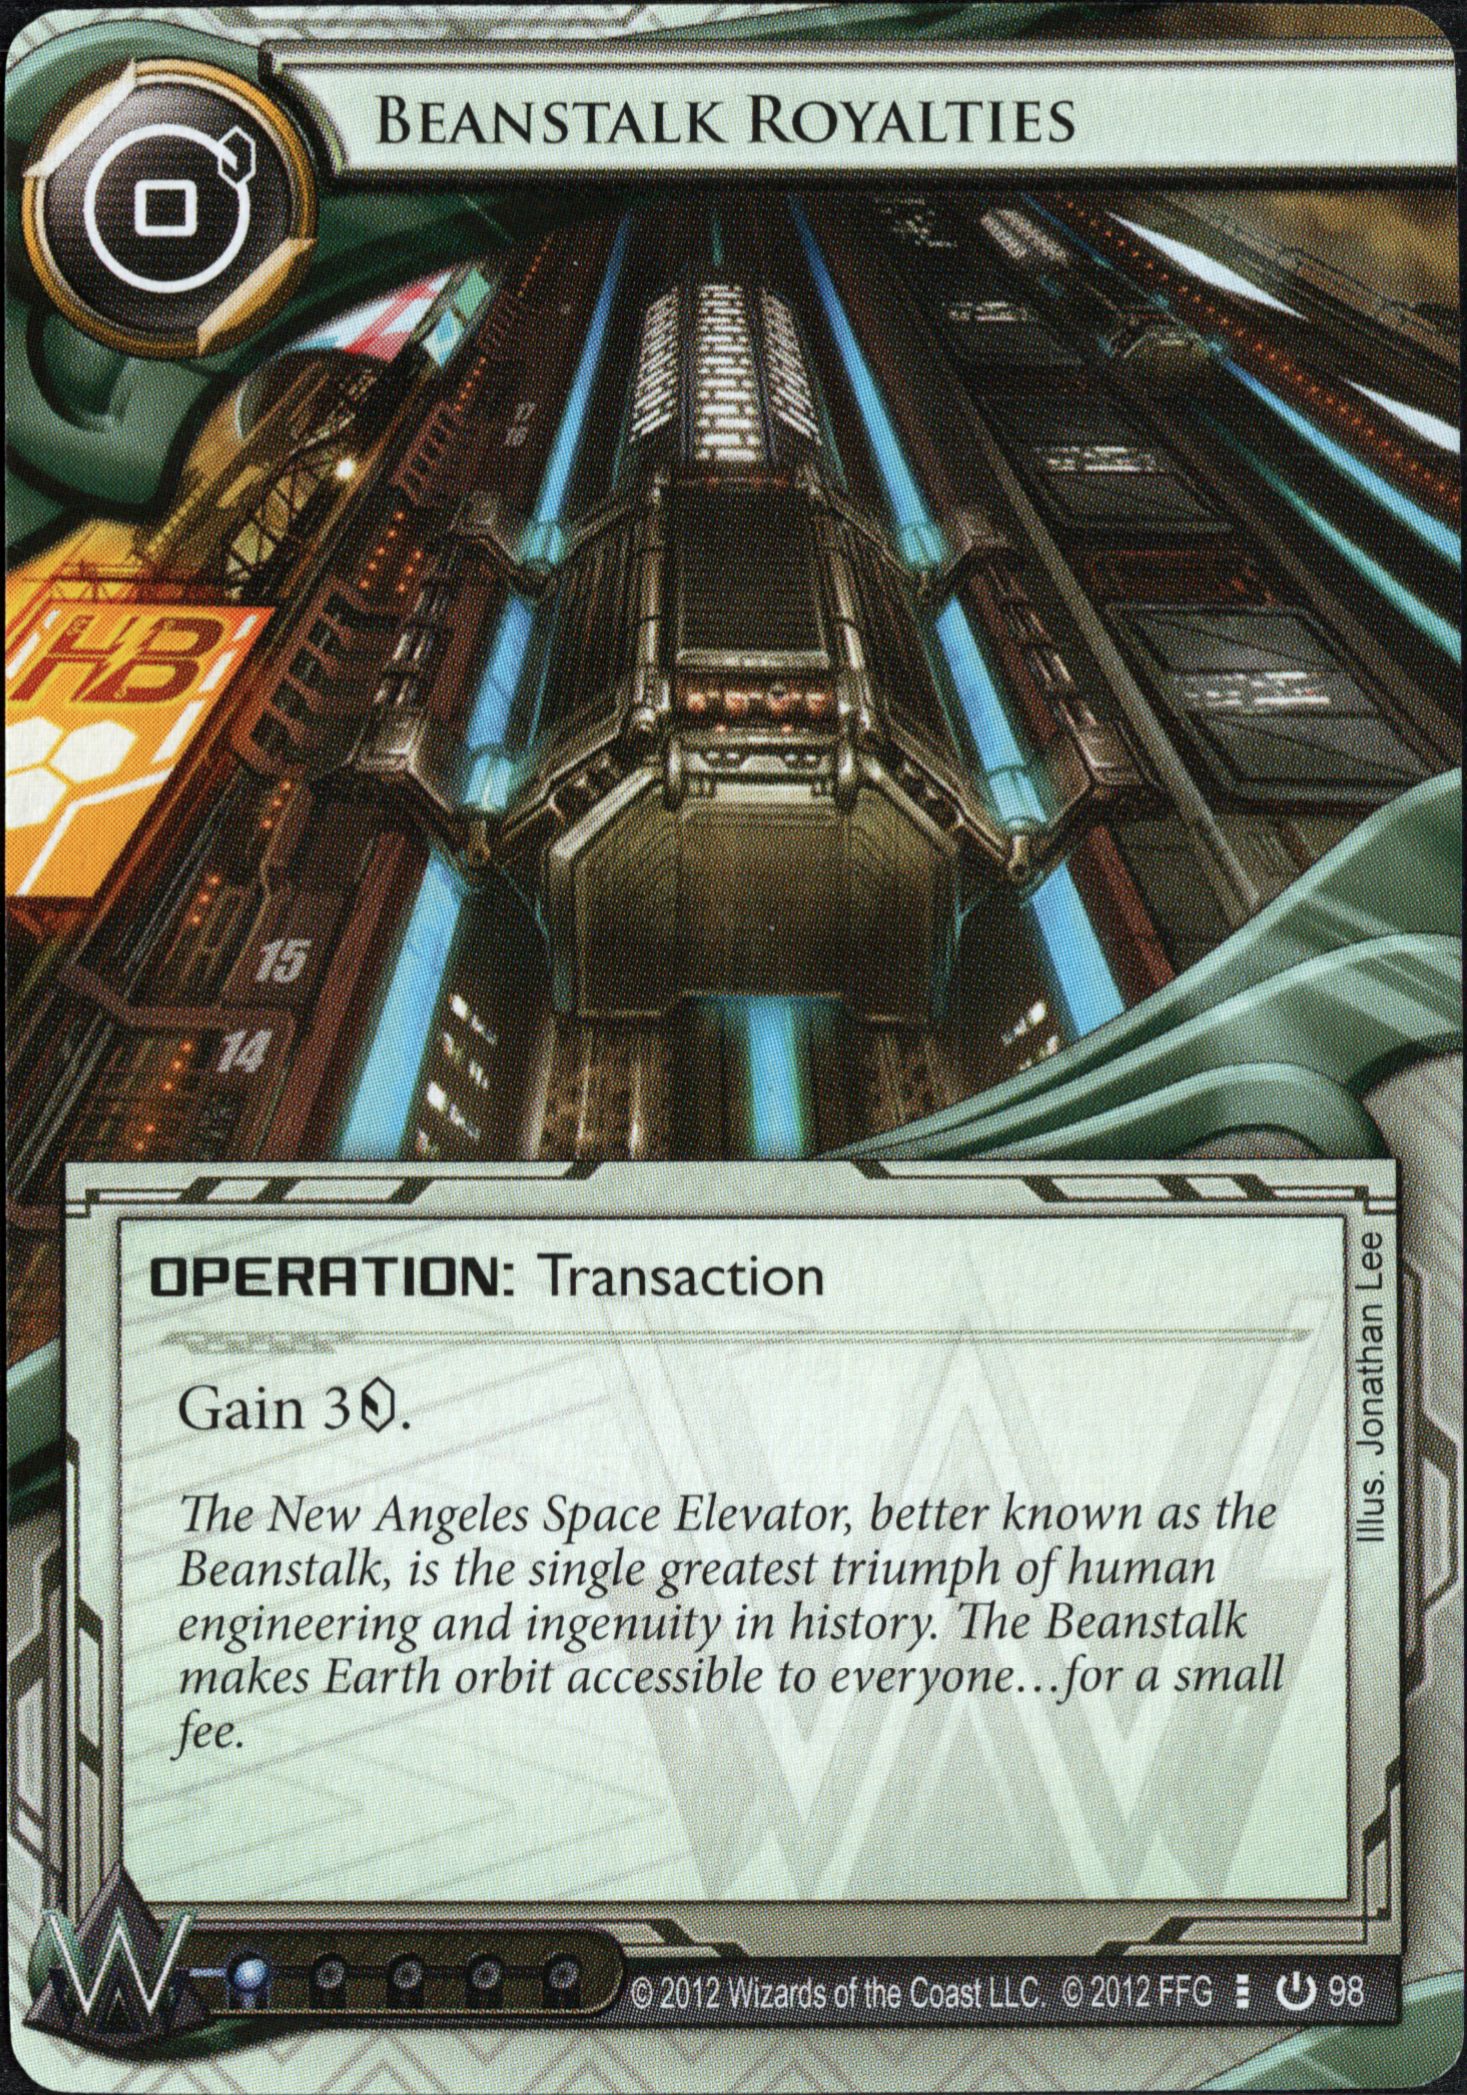 BEANSTALK ROYALTIES
0
HB
17
16
15
14
OPERATION: Transaction
Gain 3.
The New Angeles Space Elevator, better known as the
Beanstalk, is the single greatest triumph of human
engineering and ingenuity in history. The Beanstalk
makes Earth orbit accessible to everyone…for a small
fee.
Illus. Jonathan Lee
W
© 2012 Wizards of the Coast LLC. © 2012 FFG 98